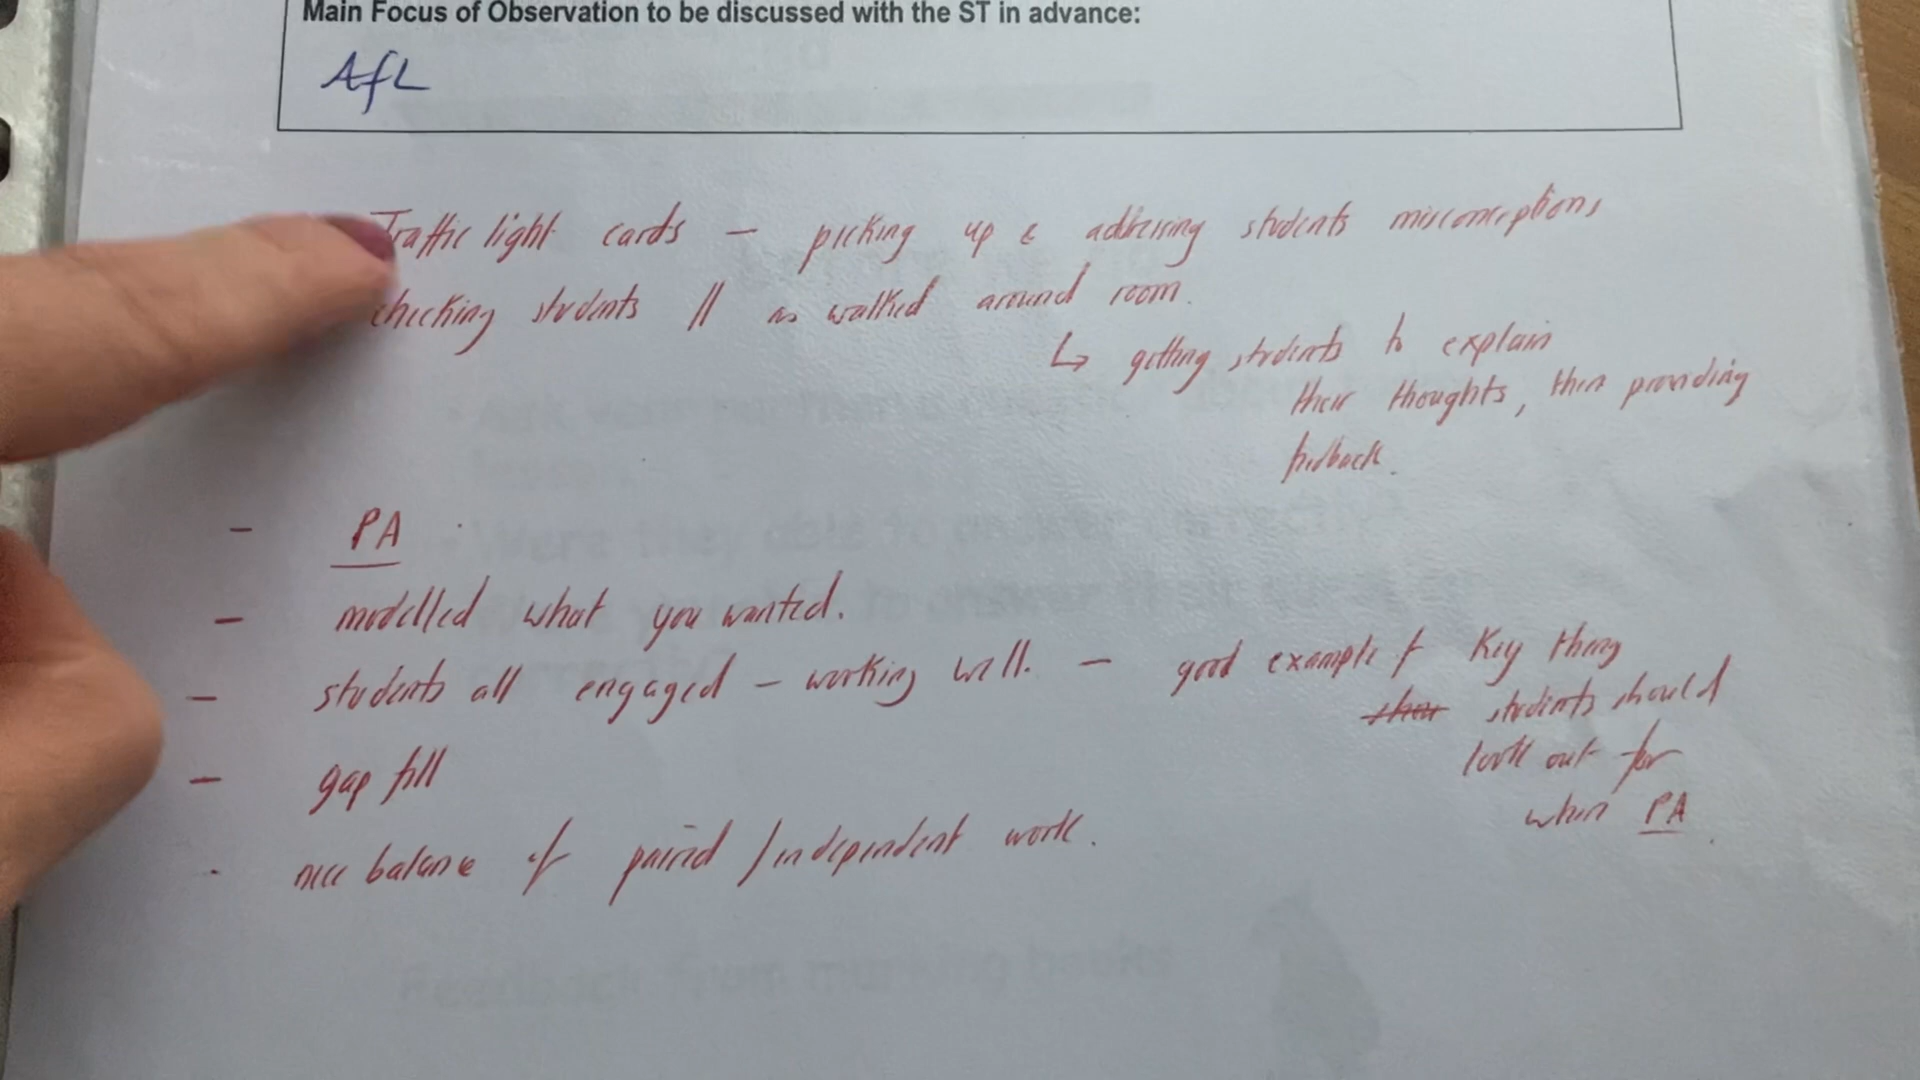 Main Focus of Observation to be discussed with the ST in advance:
AfL
Traffic light cards – picking up & addressing students misconceptions
checking students // as walked around room.
↳ getting students to explain
their thoughts, then providing
feedback.
- PA
- modelled what you wanted.
- students all engaged – working well. – good example of Key thing
students should
look out for
when PA.
- gap fill
- nice balance of paired / independent work.